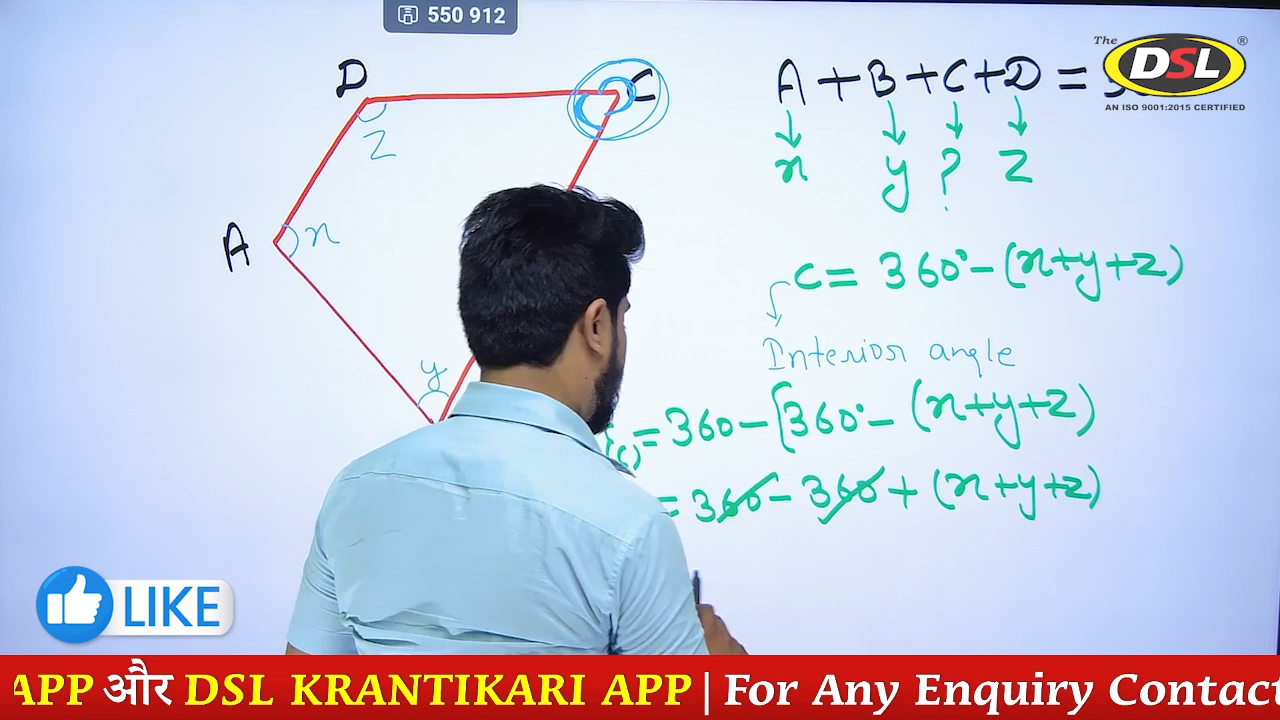 550 912
D
C
Z
A
x
y
A + B + C + D =
x y ? z
C = 360° - (x+y+z)
Interior angle
(C) = 360 - [360° - (x+y+z)
= 360 - 360 + (x+y+z)
The DSL ®
AN ISO 9001:2015 CERTIFIED
LIKE
APP और DSL KRANTIKARI APP | For Any Enquiry Contact